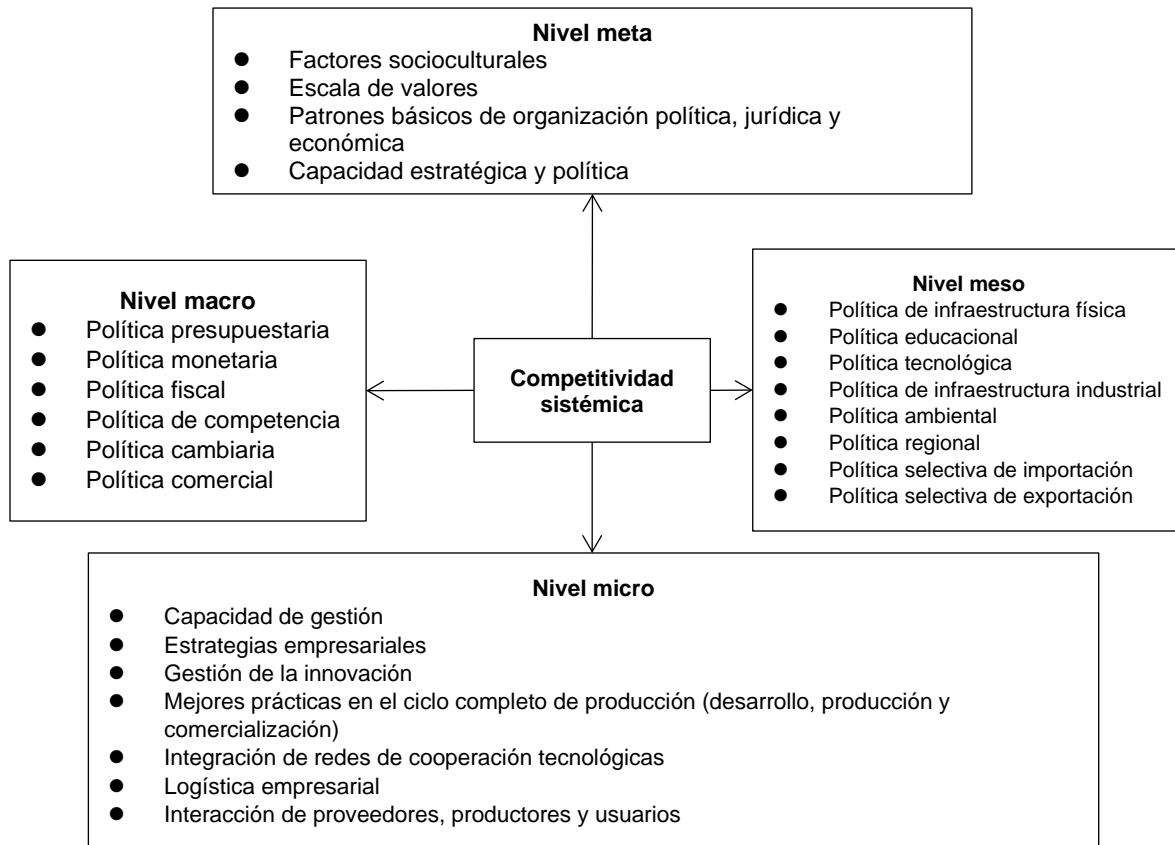 Nivel meta
● Factores socioculturales
● Escala de valores
● Patrones básicos de organización política, jurídica y
económica
● Capacidad estratégica y política
Nivel macro
● Política presupuestaria
● Política monetaria
● Política fiscal
● Política de competencia
● Política cambiaria
● Política comercial
Competitividad
sistémica
Nivel meso
● Política de infraestructura física
● Política educacional
● Política tecnológica
● Política de infraestructura industrial
● Política ambiental
● Política regional
● Política selectiva de importación
● Política selectiva de exportación
Nivel micro
● Capacidad de gestión
● Estrategias empresariales
● Gestión de la innovación
● Mejores prácticas en el ciclo completo de producción (desarrollo, producción y
comercialización)
● Integración de redes de cooperación tecnológicas
● Logística empresarial
● Interacción de proveedores, productores y usuarios